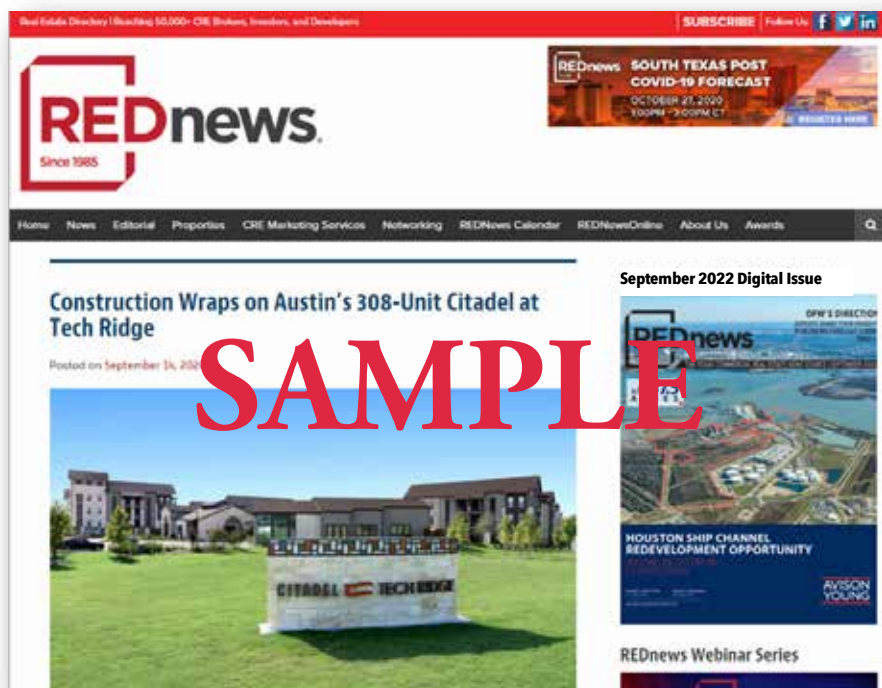 Real Estate Directory | Reaching 50,000+ CRE Brokers, Investors, and Developers
SUBSCRIBE Follow Us f in
REDnews
Since 1985
REDnews
SOUTH TEXAS POST
COVID-19 FORECAST
OCTOBER 27, 2020
REGISTER HERE
Home News Editorial Properties CRE Marketing Services Networking REDNews Calendar REDNewsOnline About Us Awards
Construction Wraps on Austin's 308-Unit Citadel at
Tech Ridge
Posted on September 14,
SAMPLE
CITADEL TECH RIDGE
September 2022 Digital Issue
DFW'S DIRECTION
REDnews
HOUSTON SHIP CHANNEL
REDEVELOPMENT OPPORTUNITY
AVISON
YOUNG
REDnews Webinar Series